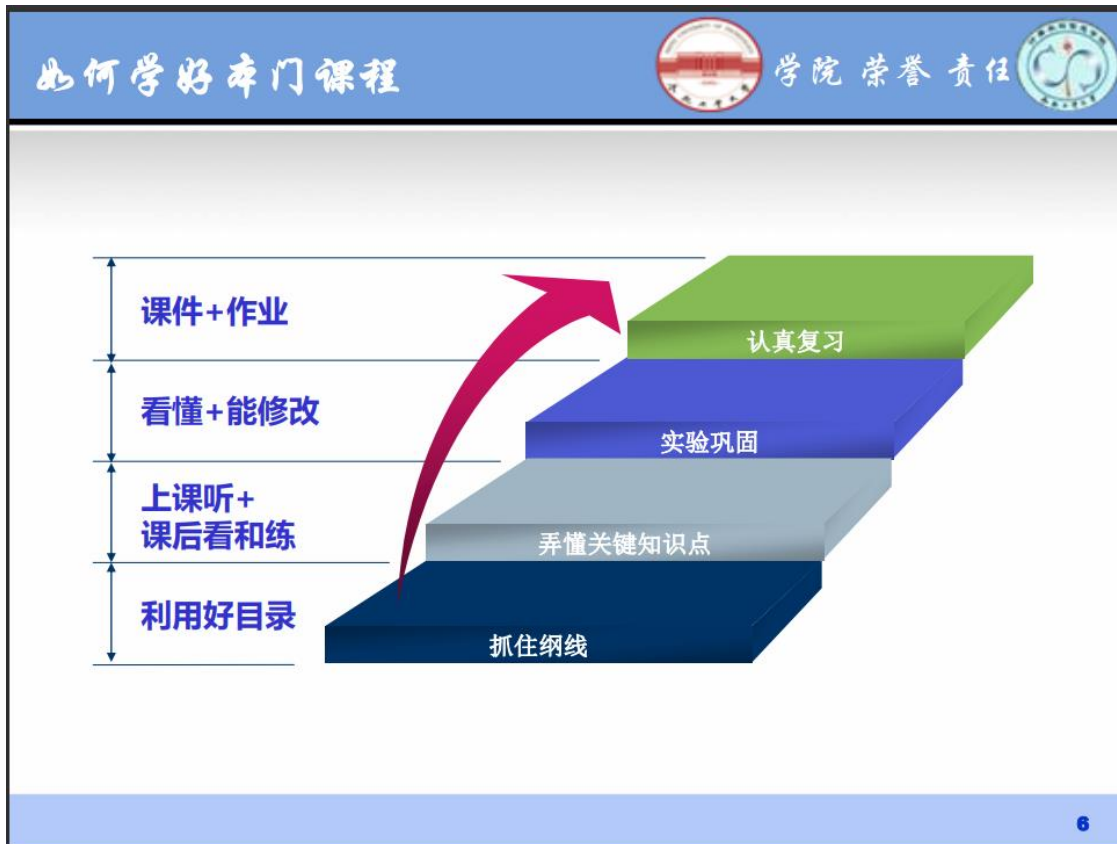 如何学好本门课程
学院 荣誉 责任
课件+作业
认真复习
看懂+能修改
实验巩固
上课听+
课后看和练
弄懂关键知识点
利用好目录
抓住纲线
6